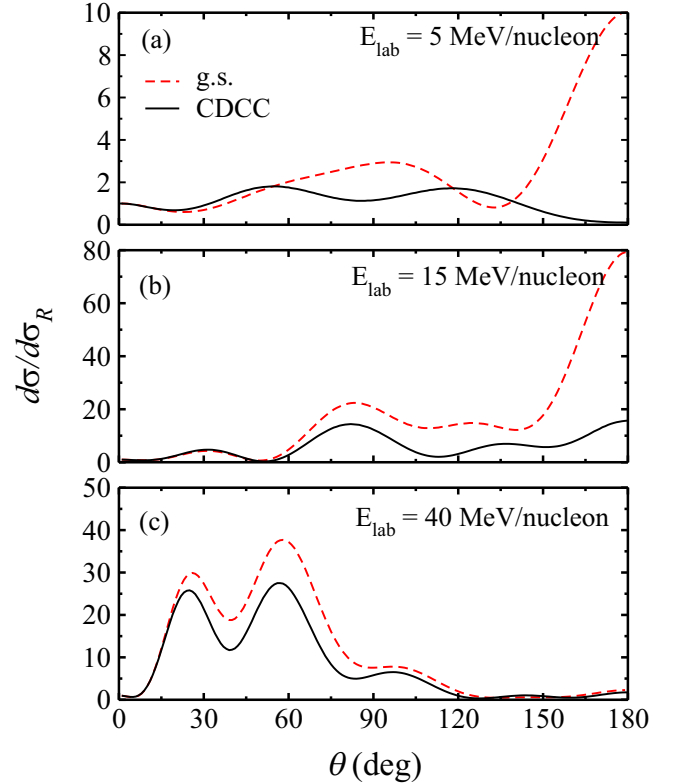 10
(a)
E_lab = 5 MeV/nucleon
8
g.s.
6
CDCC
4
2
0
80
(b)
E_lab = 15 MeV/nucleon
60
40
20
0
dσ/dσ_R
50
(c)
E_lab = 40 MeV/nucleon
40
30
20
10
0
0 30 60 90 120 150 180
θ (deg)